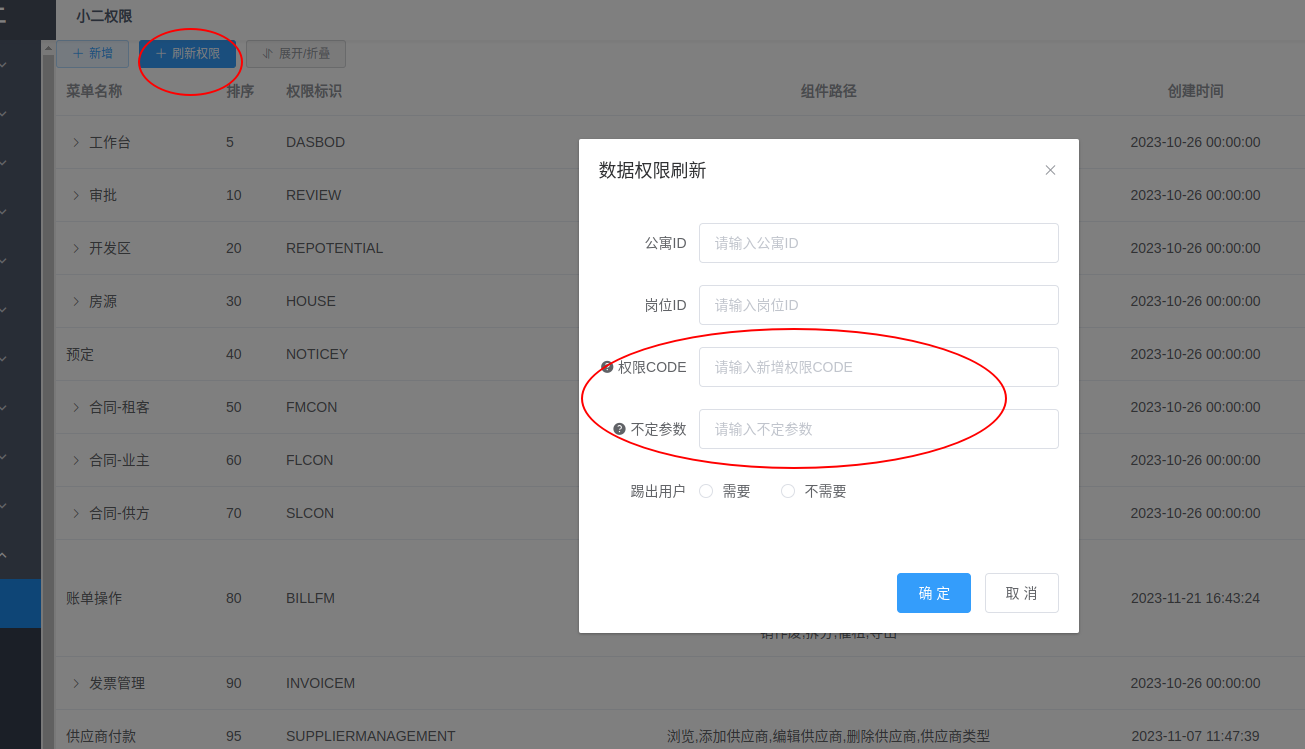 小二权限
新增
刷新权限
展开/折叠
菜单名称 排序 权限标识 组件路径 创建时间
工作台 5 DASBOD 2023-10-26 00:00:00
审批 10 REVIEW 2023-10-26 00:00:00
开发区 20 REPOTENTIAL 2023-10-26 00:00:00
房源 30 HOUSE 2023-10-26 00:00:00
预定 40 NOTICEY 2023-10-26 00:00:00
合同-租客 50 FMCON 2023-10-26 00:00:00
合同-业主 60 FLCON 2023-10-26 00:00:00
合同-供方 70 SLCON 2023-10-26 00:00:00
账单操作 80 BILLFM 2023-11-21 16:43:24
发票管理 90 INVOICEM 2023-10-26 00:00:00
供应商付款 95 SUPPLIERMANAGEMENT 浏览,添加供应商,编辑供应商,删除供应商,供应商类型 2023-11-07 11:47:39
数据权限刷新
公寓ID 请输入公寓ID
岗位ID 请输入岗位ID
权限CODE 请输入新增权限CODE
不定参数 请输入不定参数
踢出用户 需要 不需要
确 定 取 消